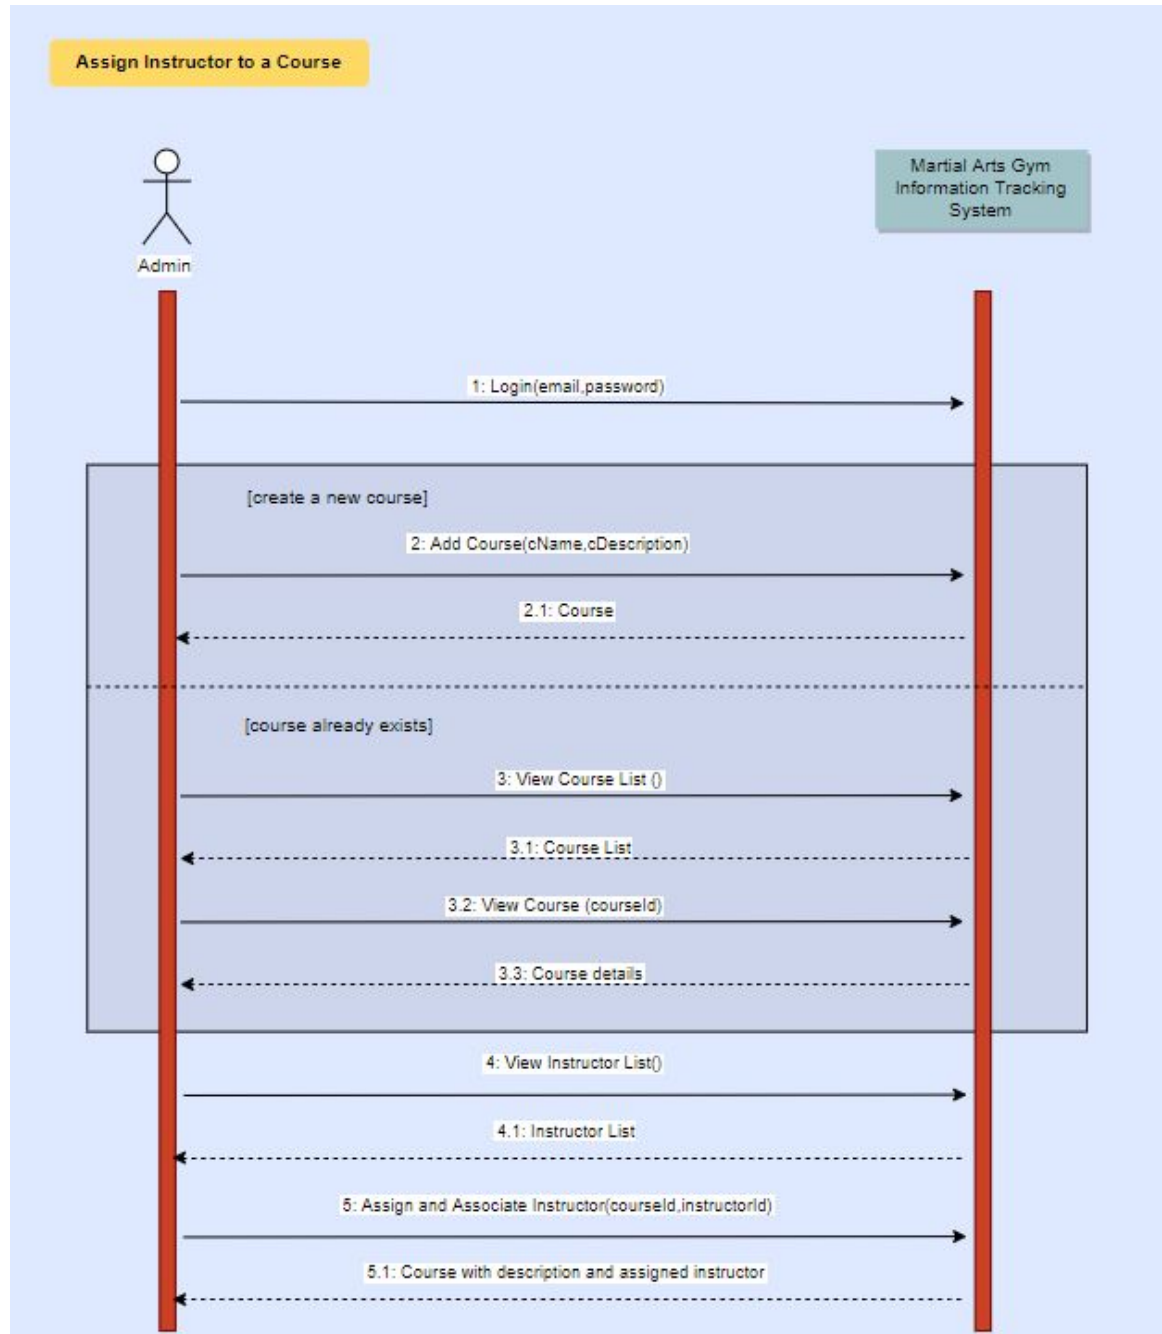 Assign Instructor to a Course
Martial Arts Gym
Information Tracking
System
Admin
1: Login(email,password)
[create a new course]
2: Add Course(cName,cDescription)
2.1: Course
[course already exists]
3: View Course List ()
3.1: Course List
3.2: View Course (courseId)
3.3: Course details
4: View Instructor List()
4.1: Instructor List
5: Assign and Associate Instructor(courseId,instructorId)
5.1: Course with description and assigned instructor